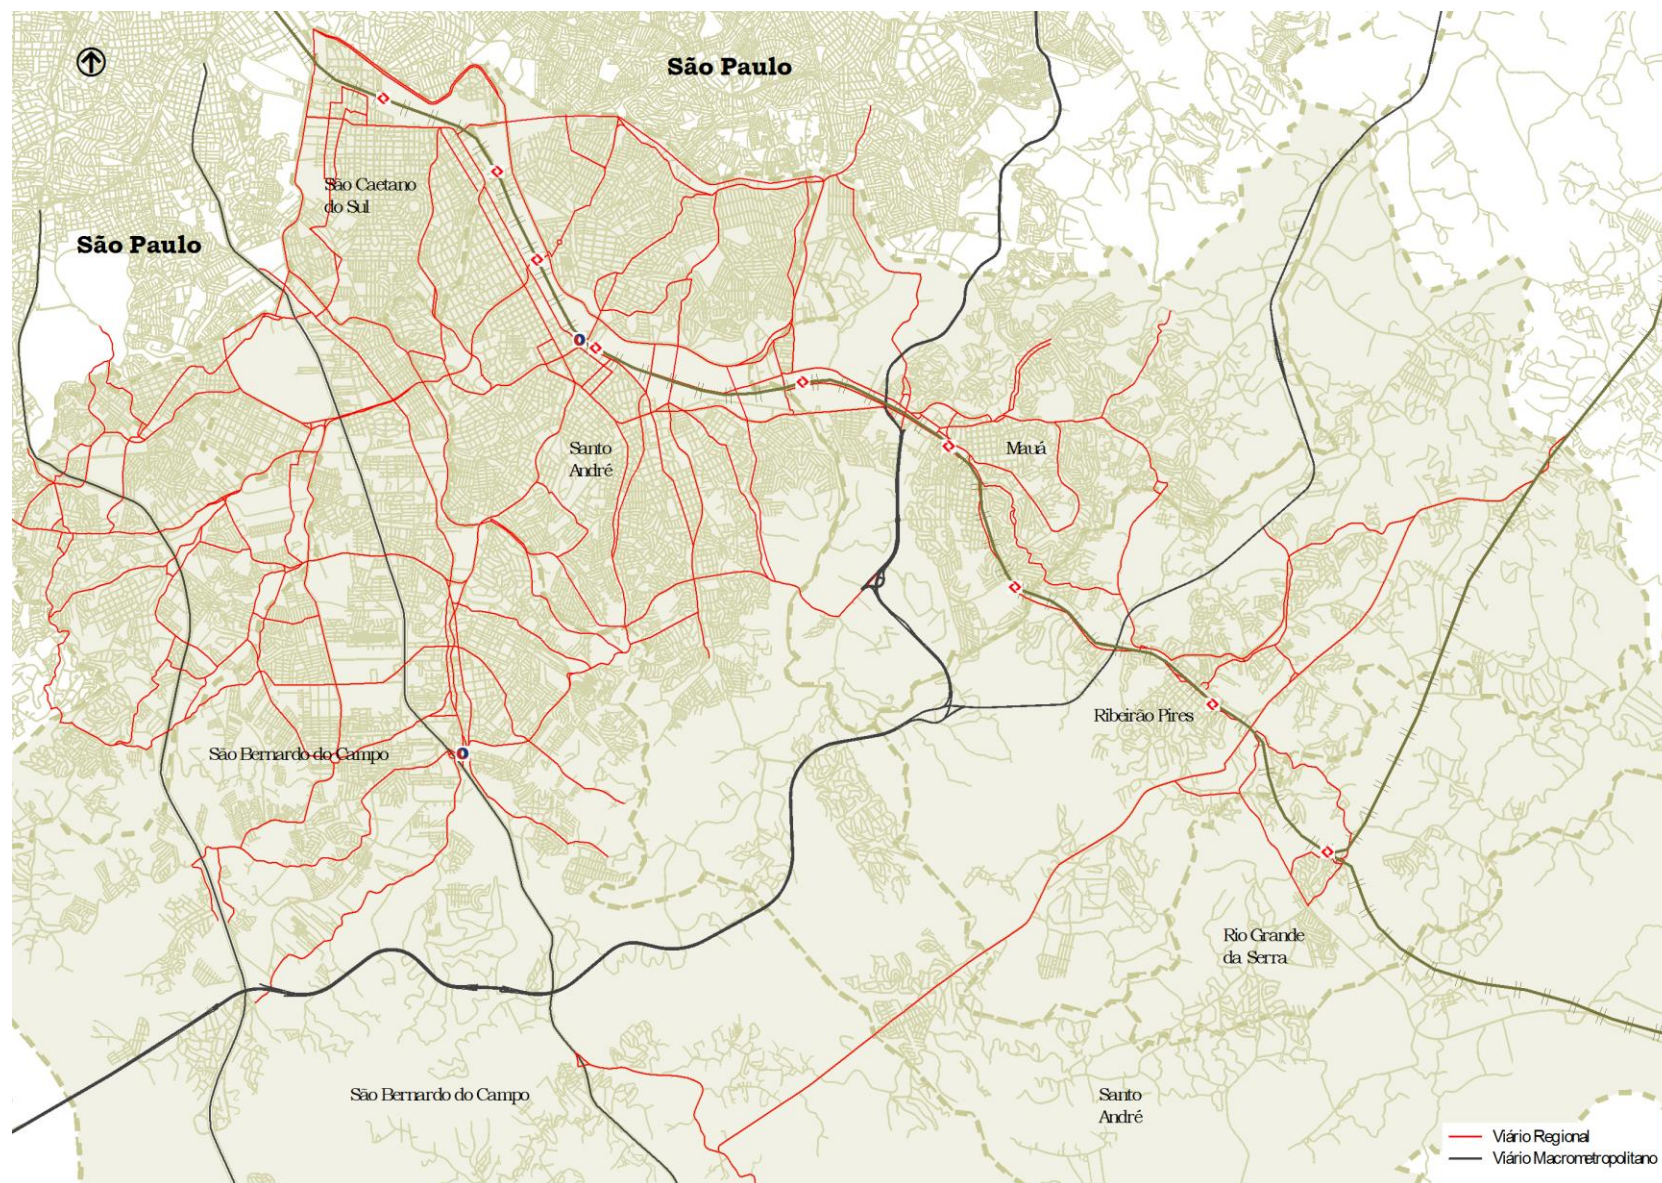 São Paulo
São Caetano
do Sul
São Paulo
Santo
André
Mauá
Ribeirão Pires
São Bernardo do Campo
Rio Grande
da Serra
São Bernardo do Campo
Santo
André
Viário Regional
Viário Macrometropolitano